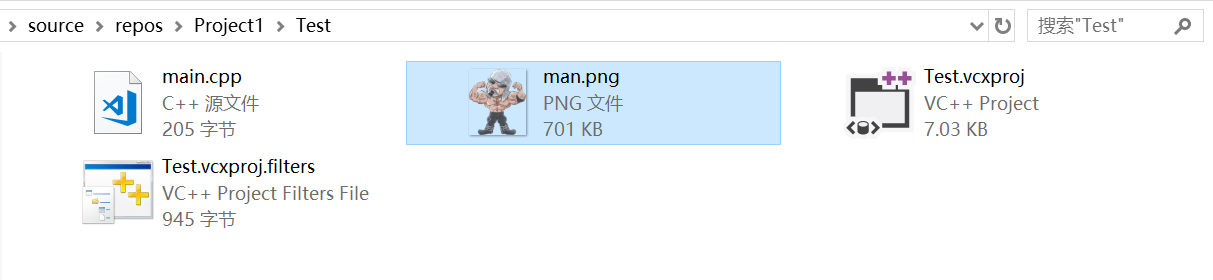 source
repos
Project1
Test
搜索"Test"
main.cpp
C++ 源文件
205 字节
man.png
PNG 文件
701 KB
Test.vcxproj
VC++ Project
7.03 KB
Test.vcxproj.filters
VC++ Project Filters File
945 字节